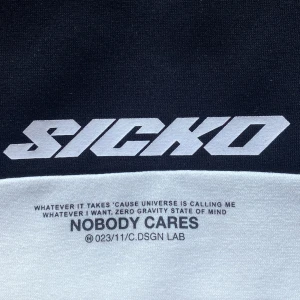 SICKO
WHATEVER IT TAKES 'CAUSE UNIVERSE IS CALLING ME
WHATEVER I WANT, ZERO GRAVITY STATE OF MIND
NOBODY CARES
Ⓜ 023/11/C.DSGN LAB